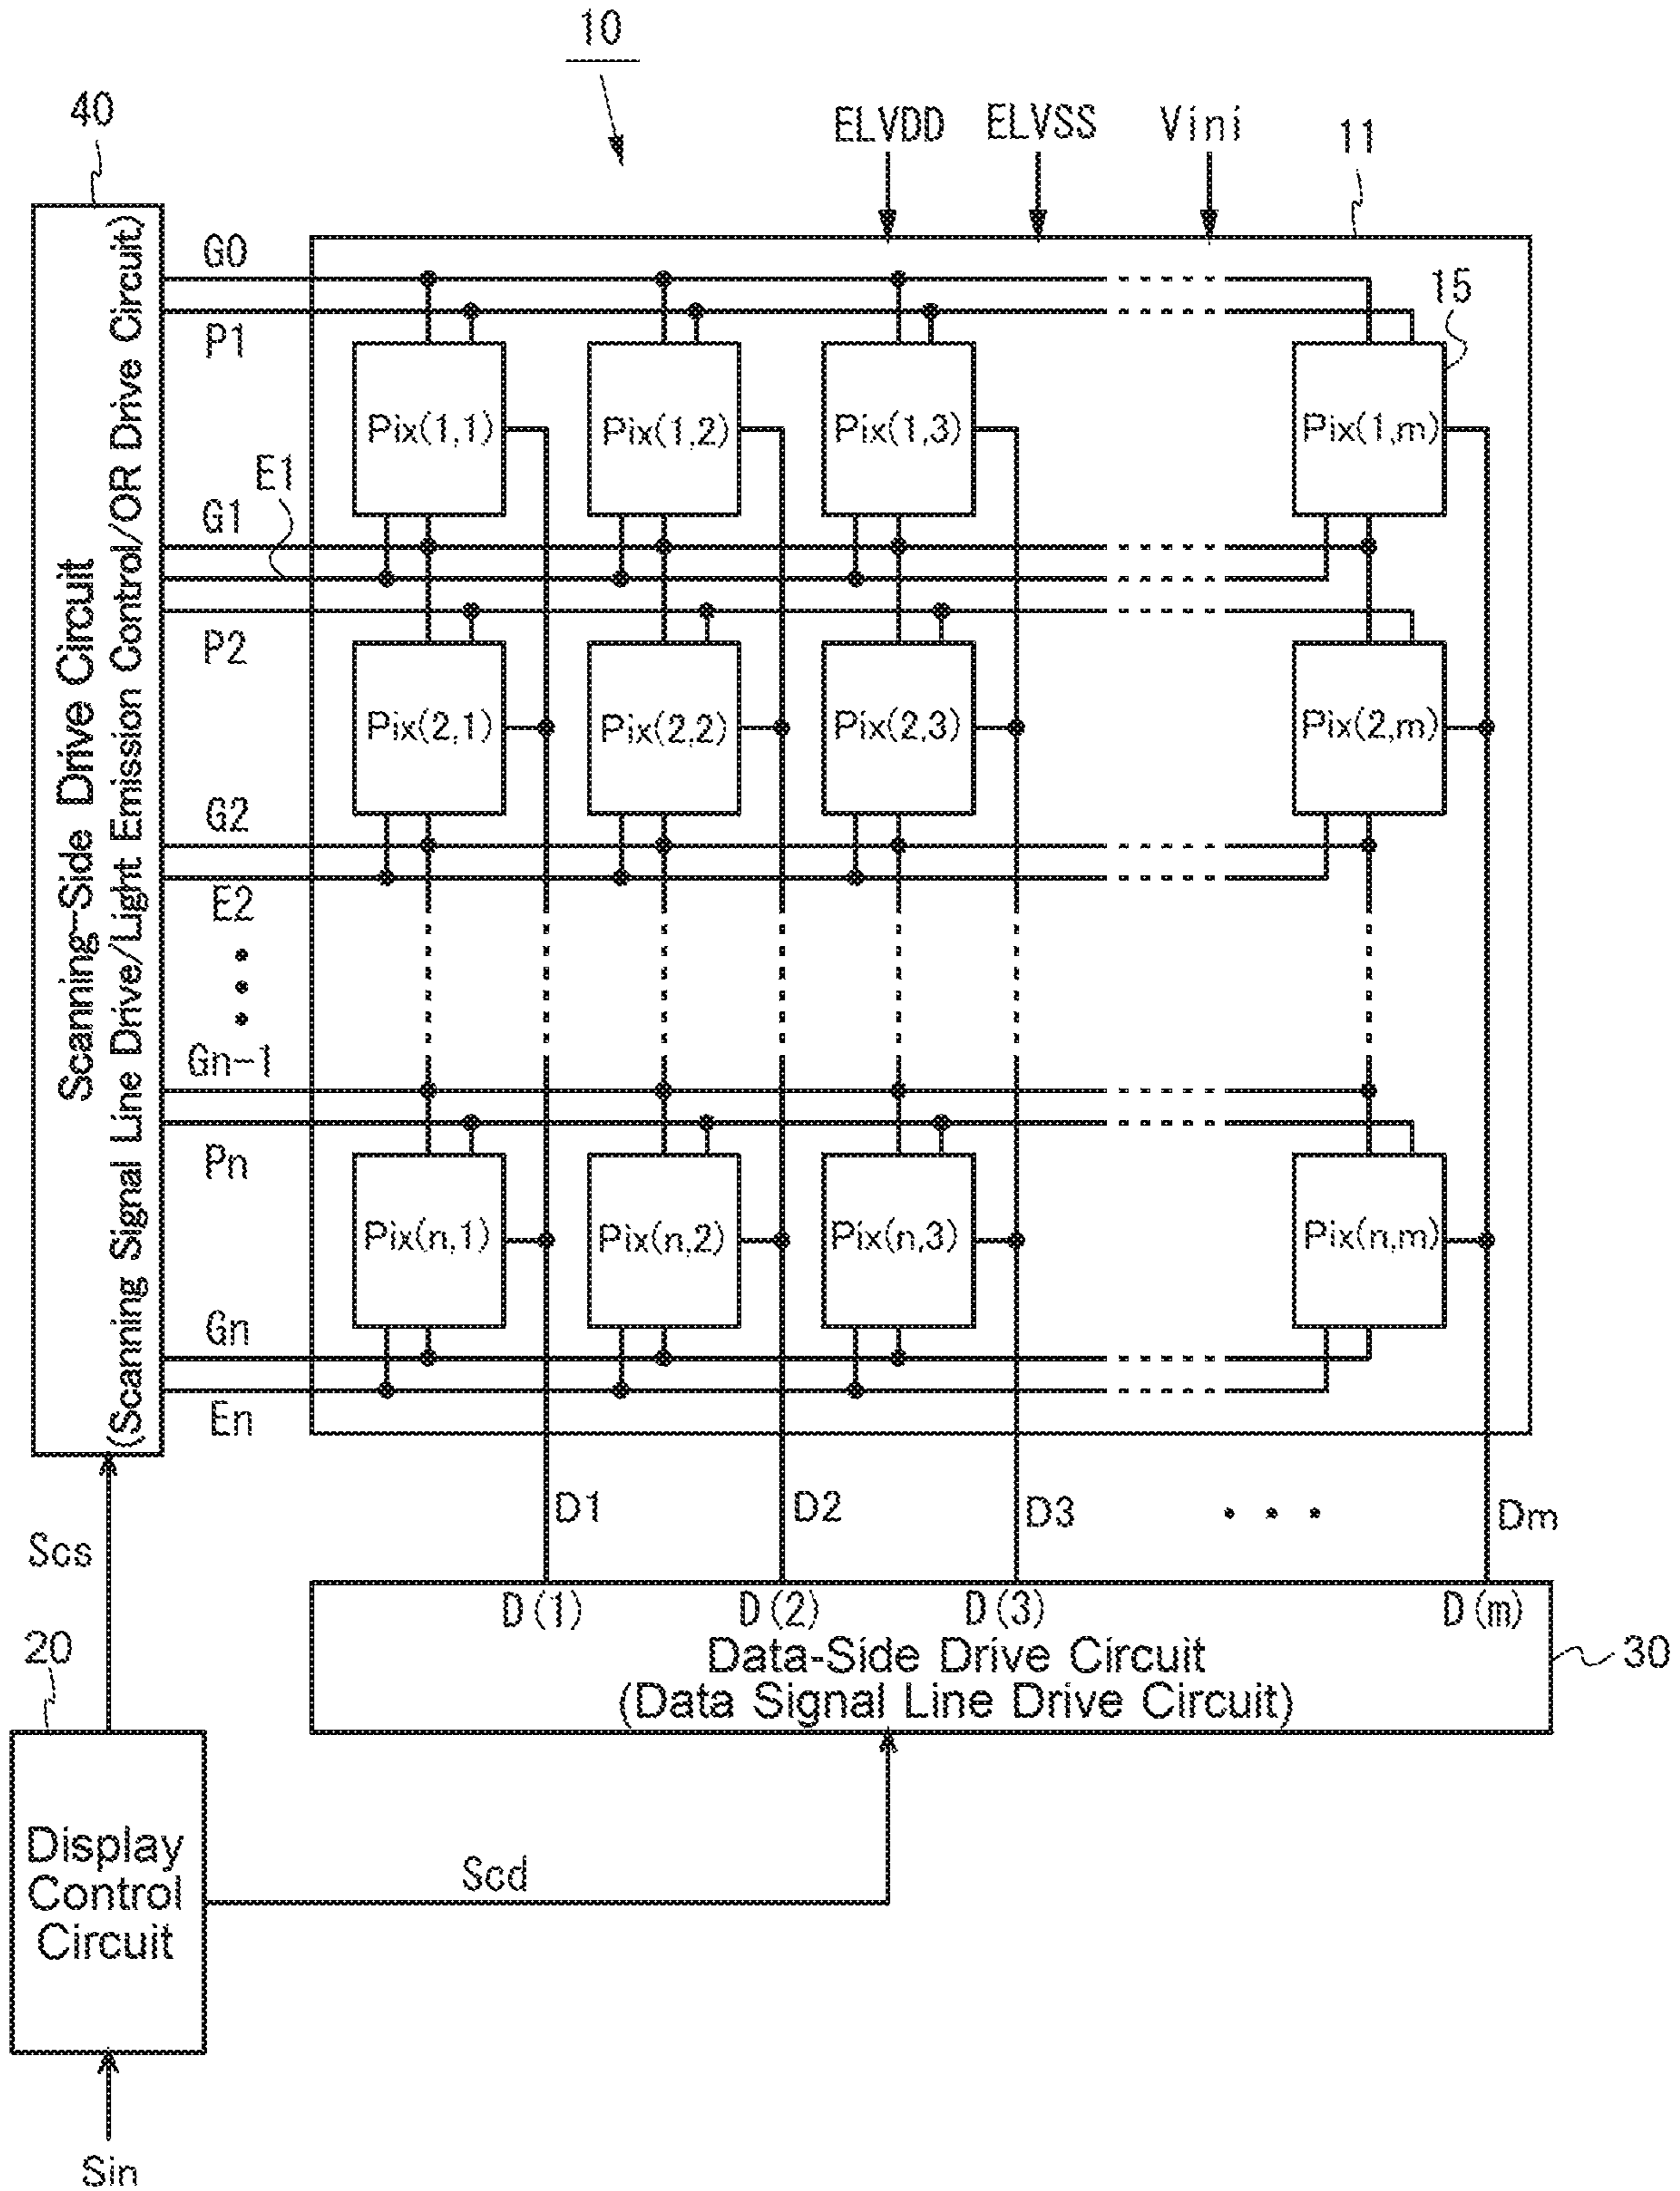 10
40
ELVDD ELVSS Vini
11
G0
15
P1
Pix(1,1) Pix(1,2) Pix(1,3) Pix(1,m)
E1
G1
P2
Pix(2,1) Pix(2,2) Pix(2,3) Pix(2,m)
G2
E2
Gn-1
Pn
Pix(n,1) Pix(n,2) Pix(n,3) Pix(n,m)
Gn
En
Scanning-Side Drive Circuit
(Scanning Signal Line Drive/Light Emission Control/OR Drive Circuit)
D1 D2 D3 Dm
Scs
D(1) D(2) D(3) D(m)
Data-Side Drive Circuit
(Data Signal Line Drive Circuit)
30
20
Display
Control
Circuit
Scd
Sin